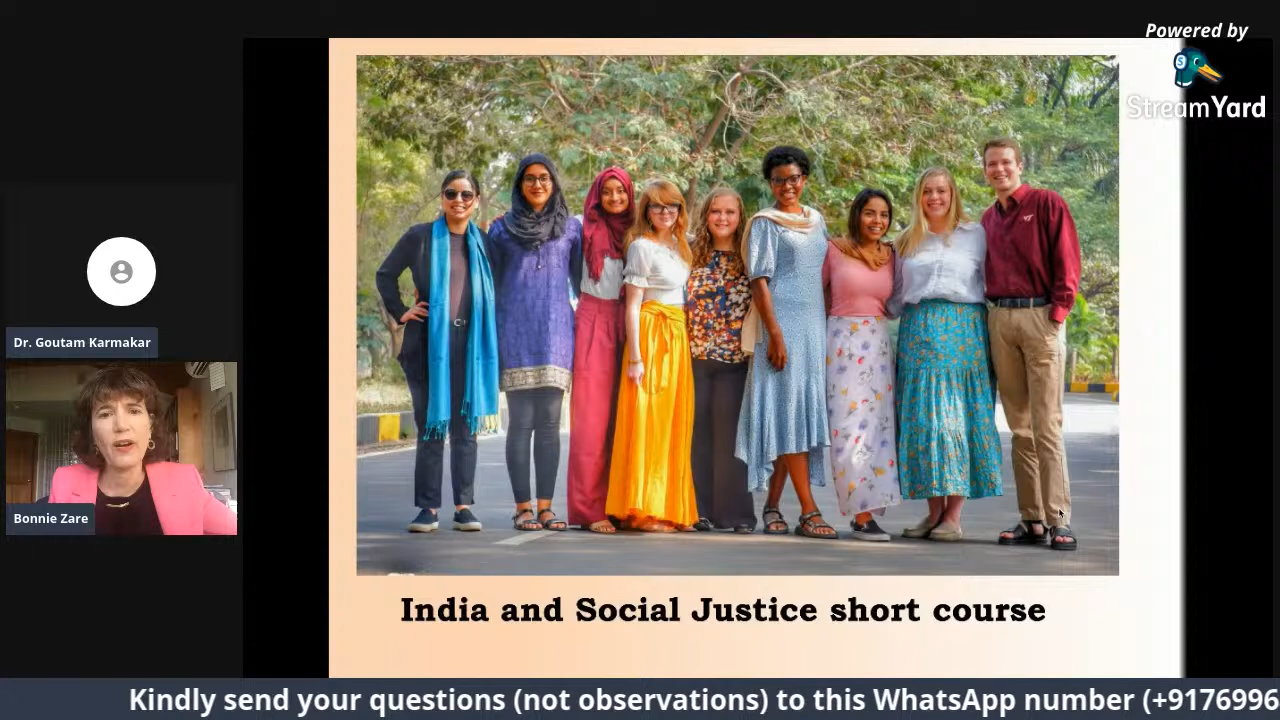 Powered by
StreamYard
Dr. Goutam Karmakar
Bonnie Zare
India and Social Justice short course
Kindly send your questions (not observations) to this WhatsApp number (+9176996